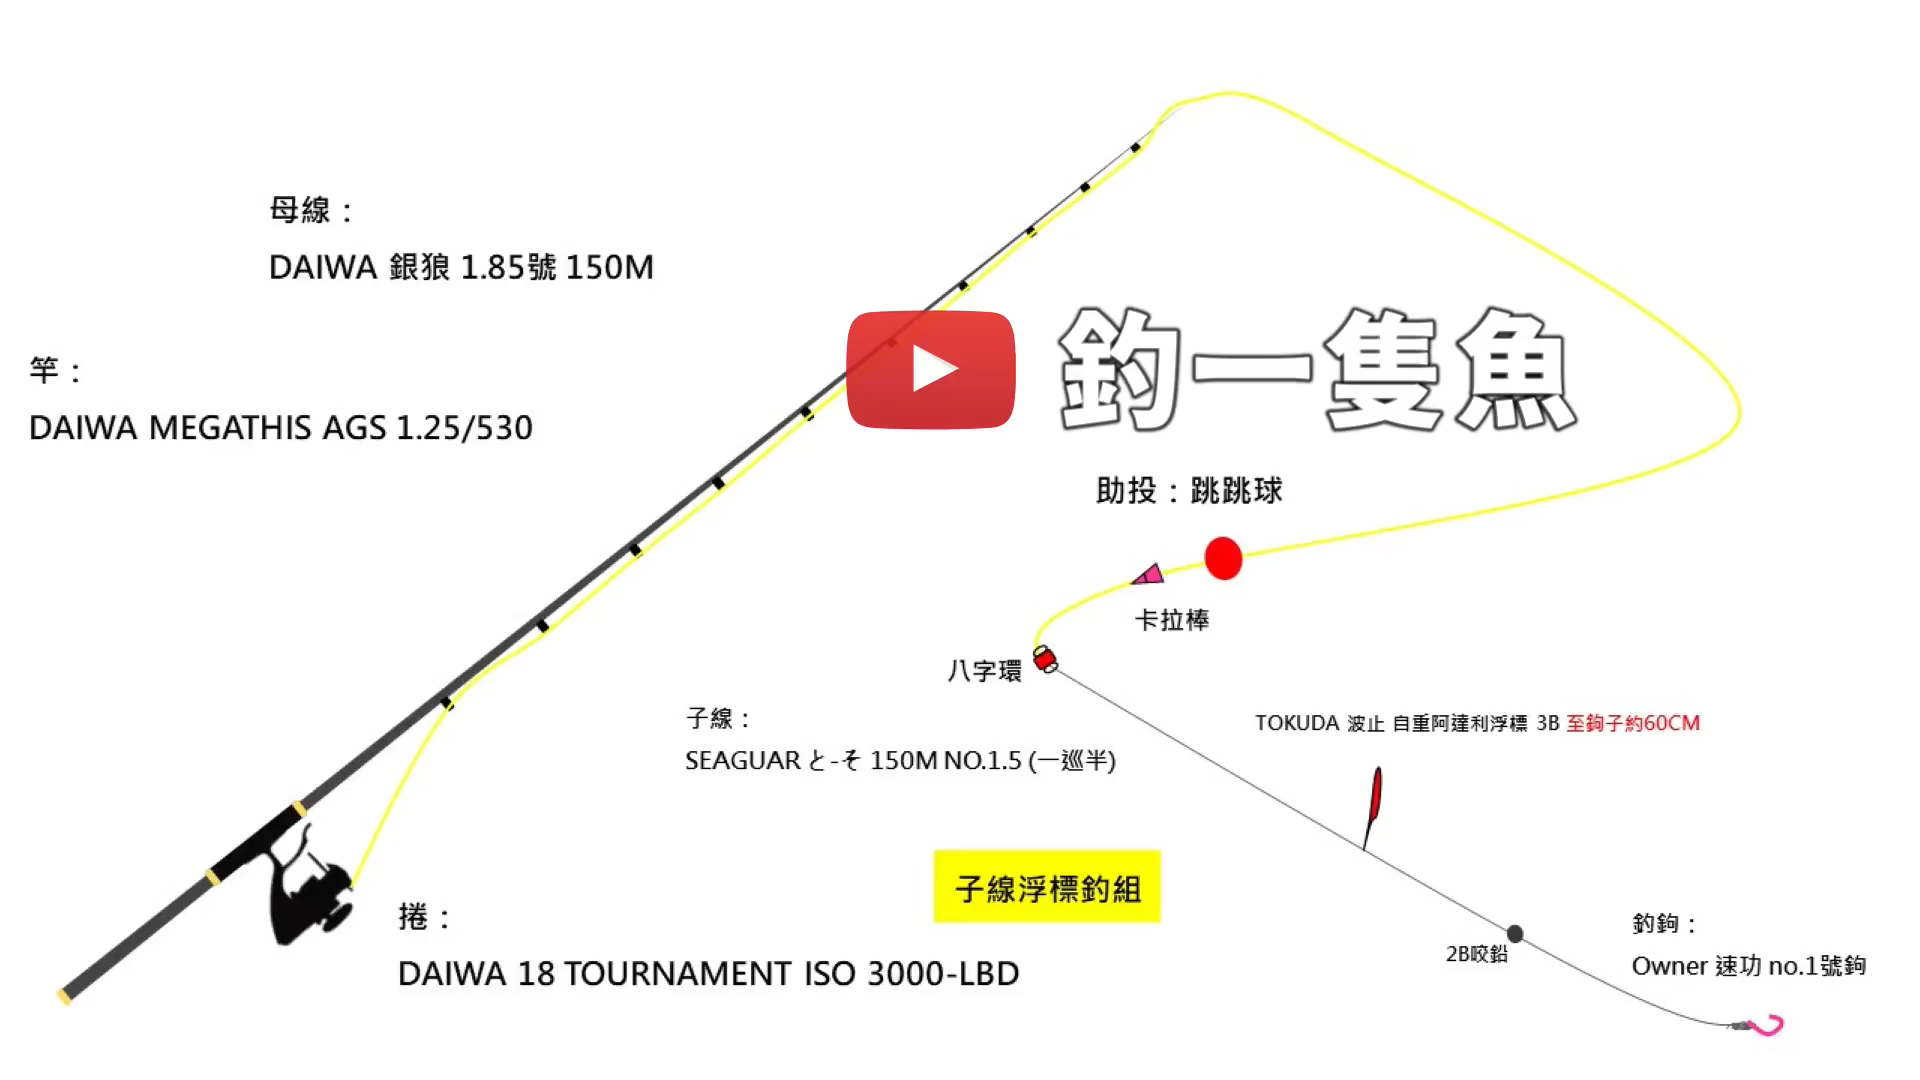 母線：
DAIWA 銀狼 1.85號 150M
竿：
DAIWA MEGATHIS AGS 1.25/530
釣一隻魚
助投：跳跳球
卡拉棒
八字環
子線：
SEAGUAR と-そ 150M NO.1.5 (一巡半)
TOKUDA 波止 自重阿達利浮標 3B 至鉤子約60CM
子線浮標釣組
捲：
DAIWA 18 TOURNAMENT ISO 3000-LBD
2B咬鉛
釣鉤：
Owner 速功 no.1號鉤